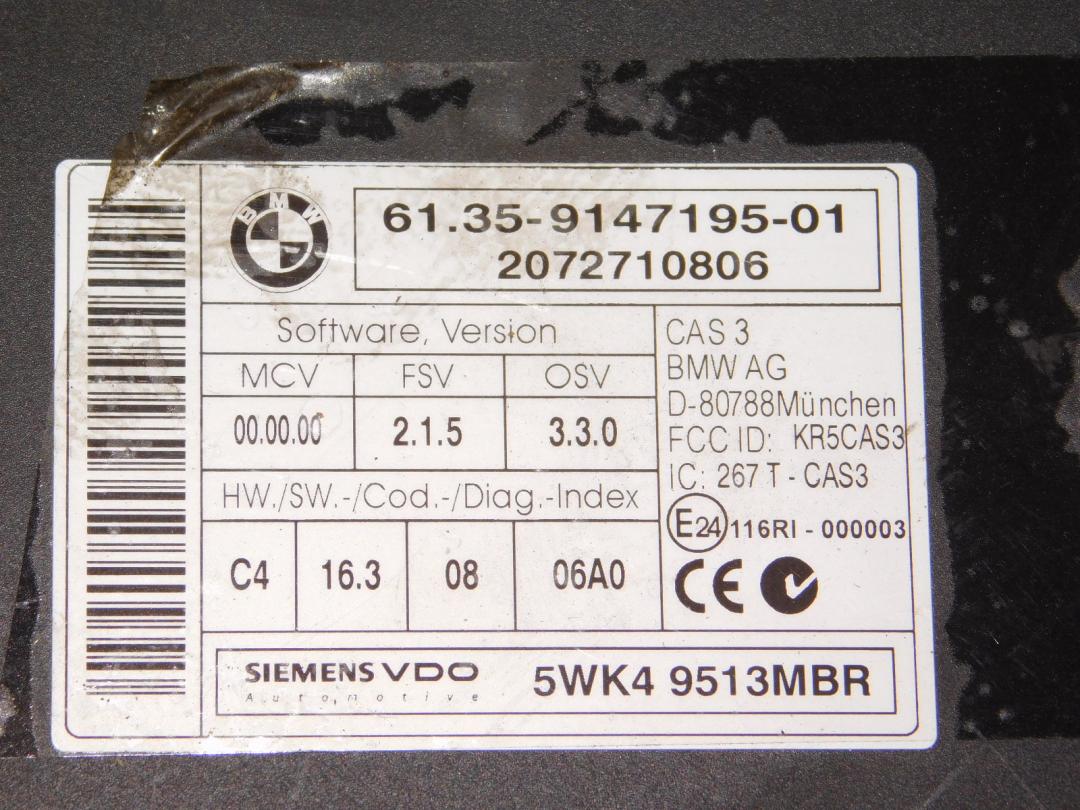 BMW
61.35-9147195-01
2072710806
Software, Version
MCV FSV OSV
00.00.00 2.1.5 3.3.0
HW./SW.-/Cod.-/Diag.-Index
C4 16.3 08 06A0
CAS 3
BMW AG
D-80788München
FCC ID: KR5CAS3
IC: 267 T - CAS3
E24 116RI - 000003
CE
SIEMENS VDO
Automotive
5WK4 9513MBR